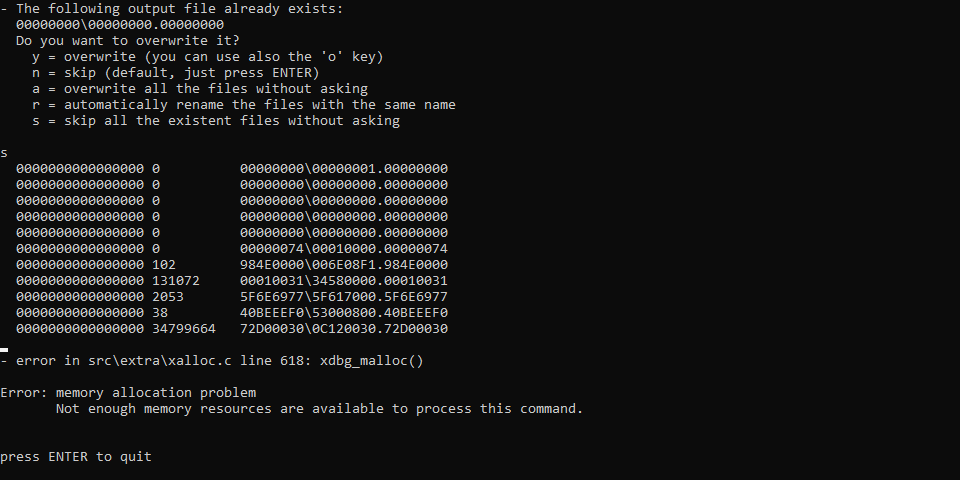 - The following output file already exists:
  00000000\00000000.00000000
  Do you want to overwrite it?
    y = overwrite (you can use also the 'o' key)
    n = skip (default, just press ENTER)
    a = overwrite all the files without asking
    r = automatically rename the files with the same name
    s = skip all the existent files without asking
s
  0000000000000000 0          00000000\00000001.00000000
  0000000000000000 0          00000000\00000000.00000000
  0000000000000000 0          00000000\00000000.00000000
  0000000000000000 0          00000000\00000000.00000000
  0000000000000000 0          00000000\00000000.00000000
  0000000000000000 0          00000074\00010000.00000074
  0000000000000000 102        984E0000\006E08F1.984E0000
  0000000000000000 131072     00010031\34580000.00010031
  0000000000000000 2053       5F6E6977\5F617000.5F6E6977
  0000000000000000 38         40BEEEF0\53000800.40BEEEF0
  0000000000000000 34799664   72D00030\0C120030.72D00030
- error in src\extra\xalloc.c line 618: xdbg_malloc()
Error: memory allocation problem
       Not enough memory resources are available to process this command.
press ENTER to quit